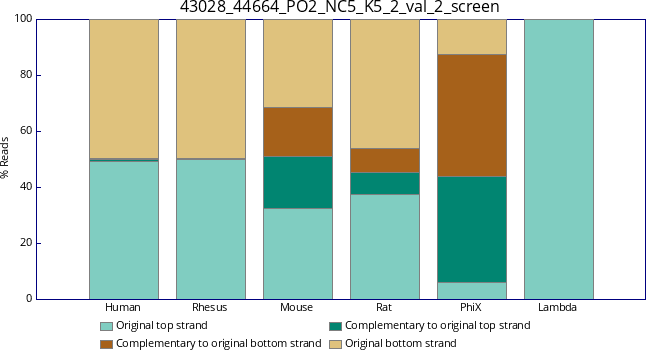 43028_44664_PO2_NC5_K5_2_val_2_screen
100
80
60
40
20
0
% Reads
Human Rhesus Mouse Rat PhiX Lambda
Original top strand Complementary to original top strand
Complementary to original bottom strand Original bottom strand